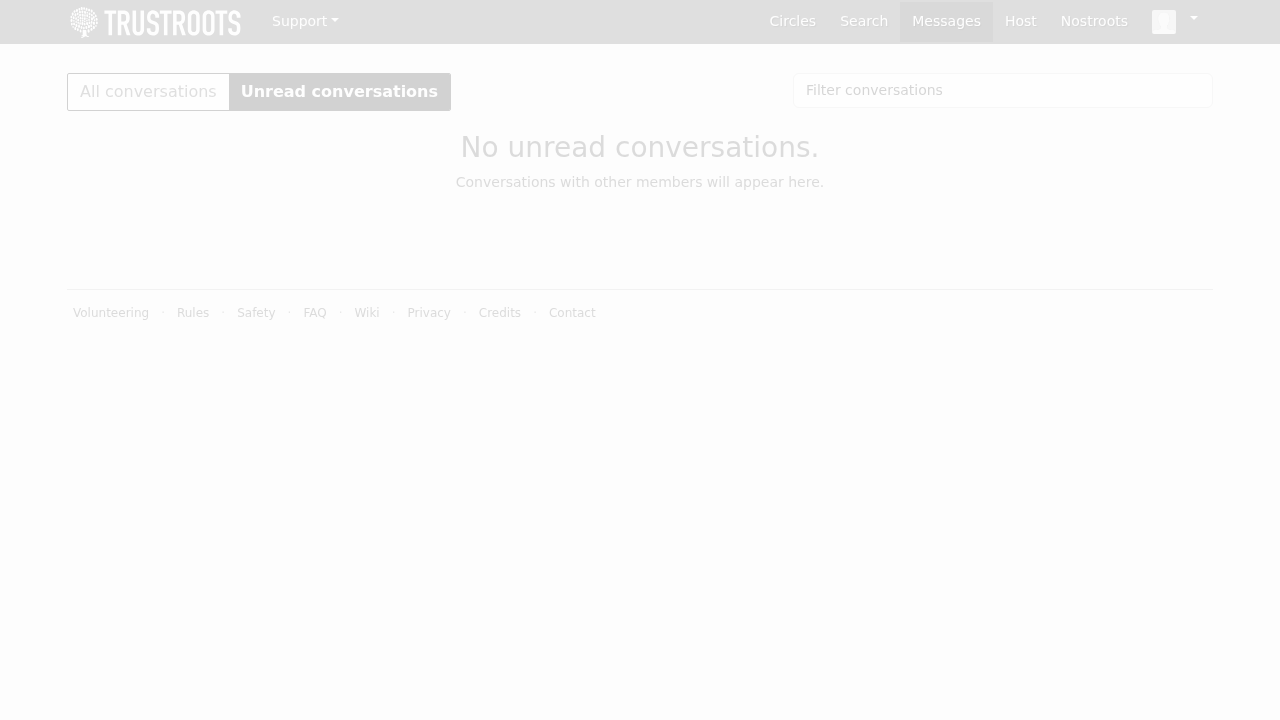 TRUSTROOTS Support Circles Search Messages Host Nostroots
All conversations Unread conversations Filter conversations
No unread conversations.
Conversations with other members will appear here.
Volunteering · Rules · Safety · FAQ · Wiki · Privacy · Credits · Contact